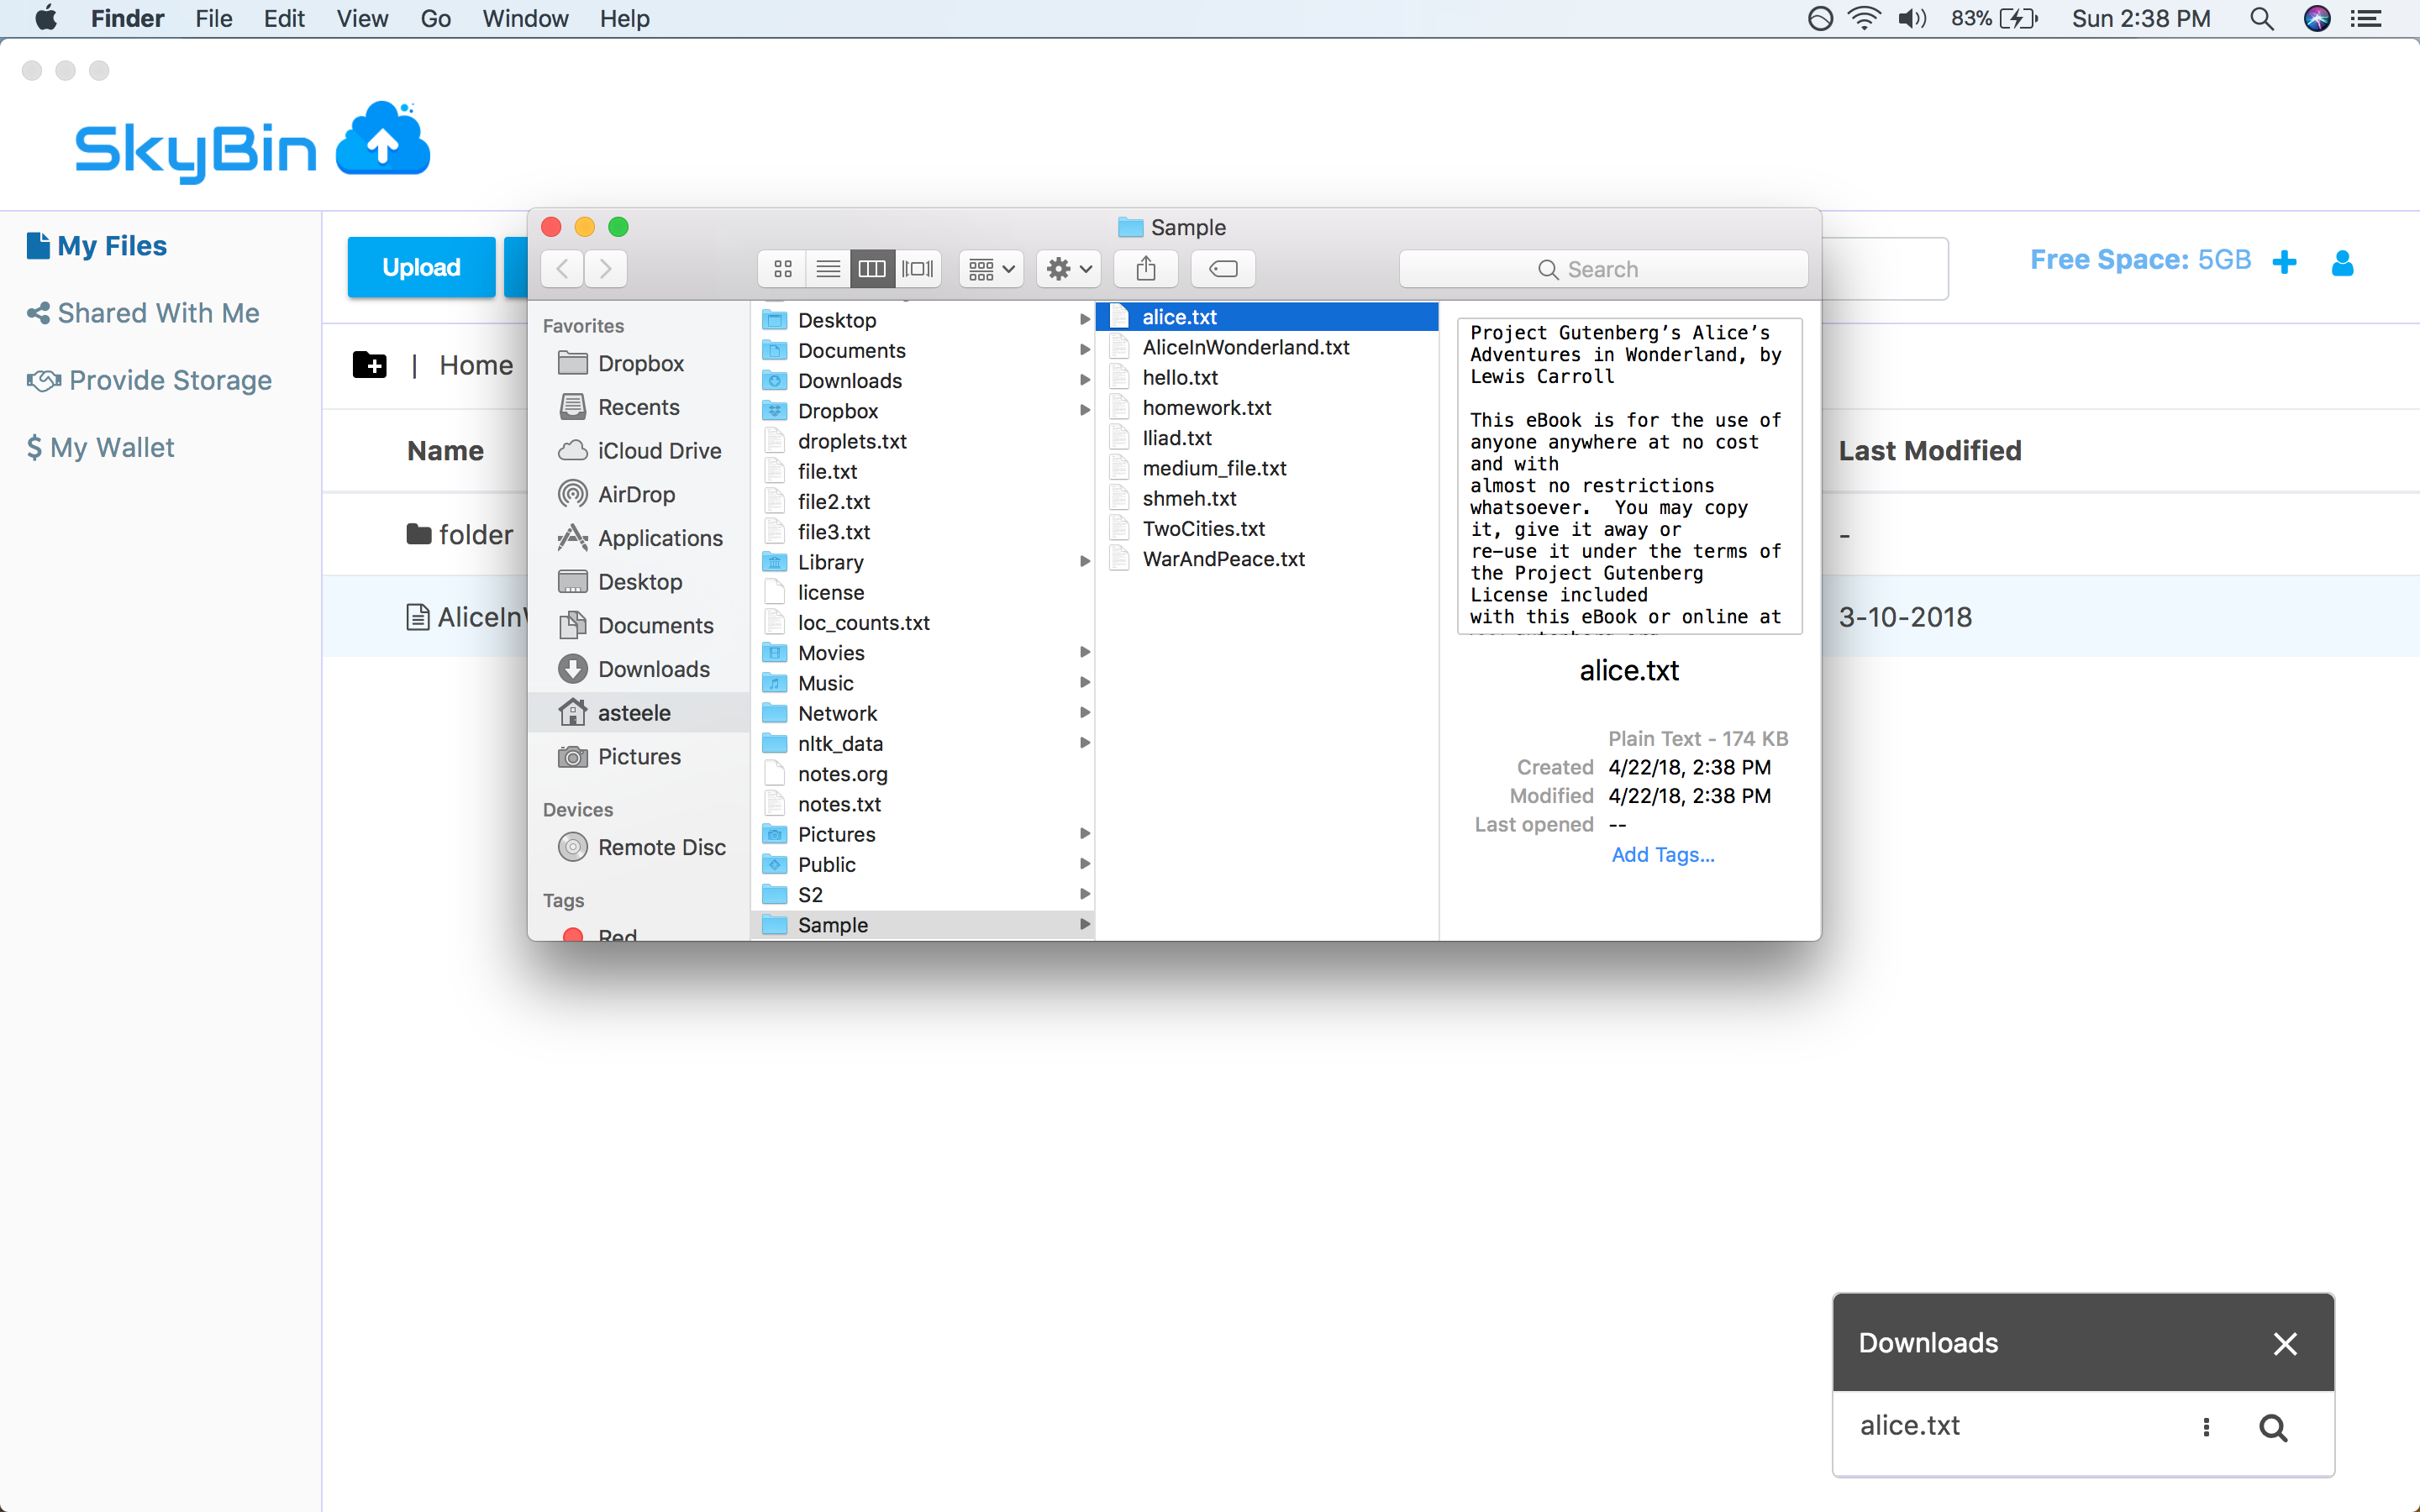 Finder File Edit View Go Window Help 83% Sun 2:38 PM
SkyBin
My Files
Shared With Me
Provide Storage
$ My Wallet
Upload
Free Space: 5GB
| Home
Name
Last Modified
folder
-
AliceInW
3-10-2018
Sample
Search
Favorites
Dropbox
Recents
iCloud Drive
AirDrop
Applications
Desktop
Documents
Downloads
asteele
Pictures
Devices
Remote Disc
Tags
Red
Desktop
Documents
Downloads
Dropbox
droplets.txt
file.txt
file2.txt
file3.txt
Library
license
loc_counts.txt
Movies
Music
Network
nltk_data
notes.org
notes.txt
Pictures
Public
S2
Sample
alice.txt
AliceInWonderland.txt
hello.txt
homework.txt
Iliad.txt
medium_file.txt
shmeh.txt
TwoCities.txt
WarAndPeace.txt
Project Gutenberg’s Alice’s
Adventures in Wonderland, by
Lewis Carroll
This eBook is for the use of
anyone anywhere at no cost
and with
almost no restrictions
whatsoever.  You may copy
it, give it away or
re-use it under the terms of
the Project Gutenberg
License included
with this eBook or online at
alice.txt
Plain Text - 174 KB
Created 4/22/18, 2:38 PM
Modified 4/22/18, 2:38 PM
Last opened --
Add Tags...
Downloads
alice.txt